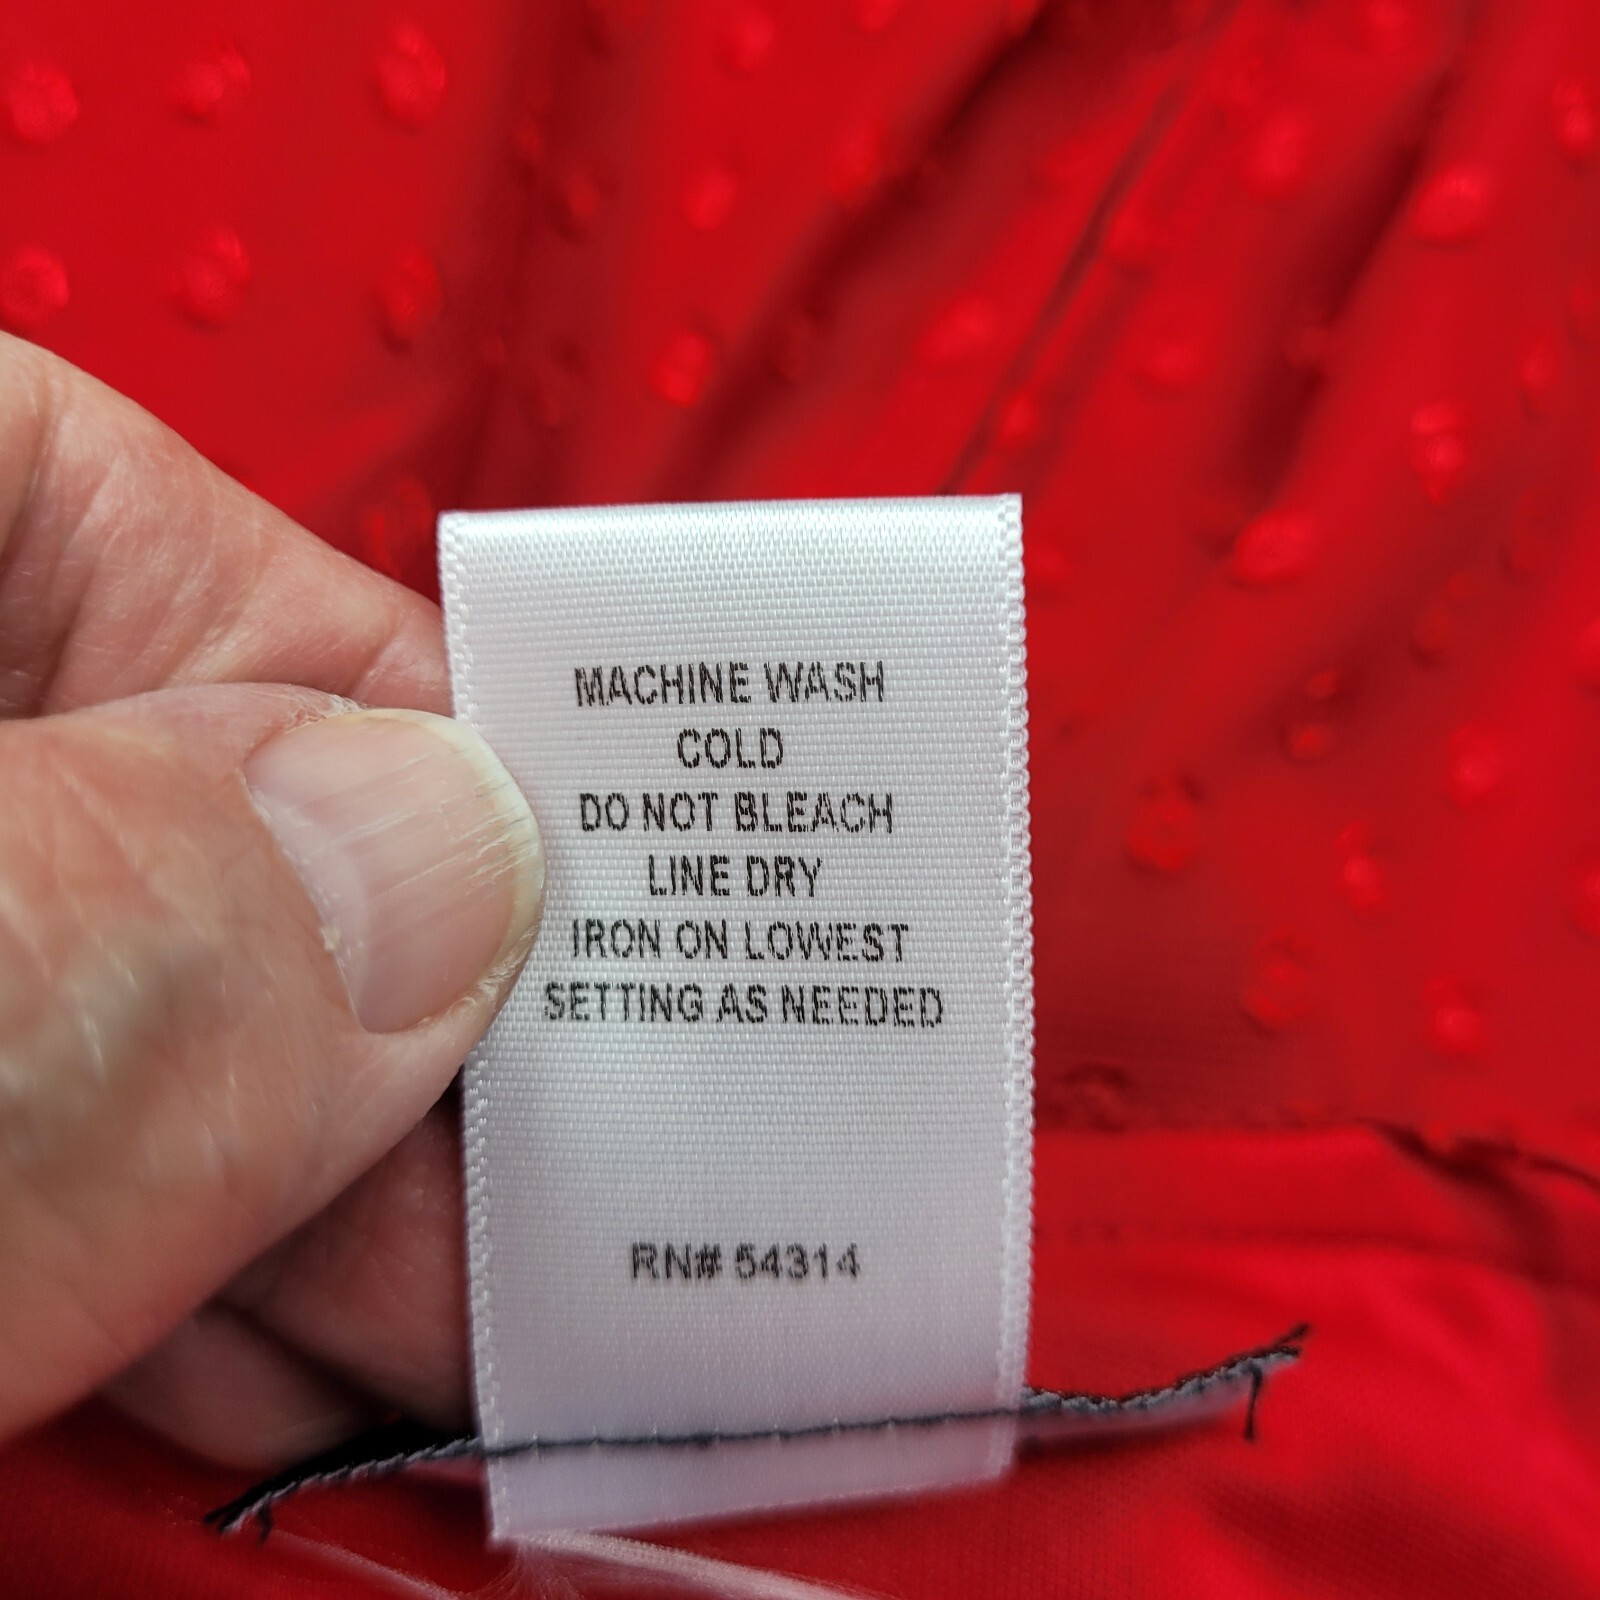 MACHINE WASH
COLD
DO NOT BLEACH
LINE DRY
IRON ON LOWEST
SETTING AS NEEDED
RN# 54314